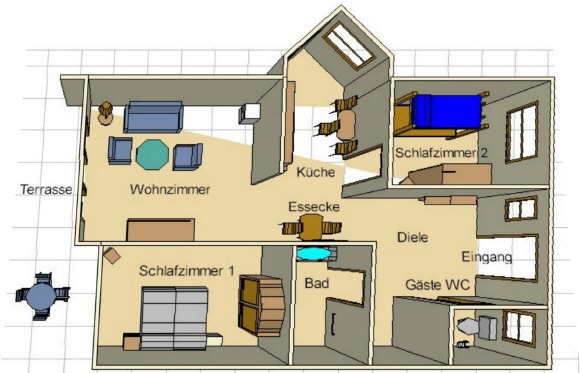 Schlafzimmer 2
Küche
Terrasse
Wohnzimmer
Essecke
Diele
Eingang
Schlafzimmer 1
Bad
Gäste WC